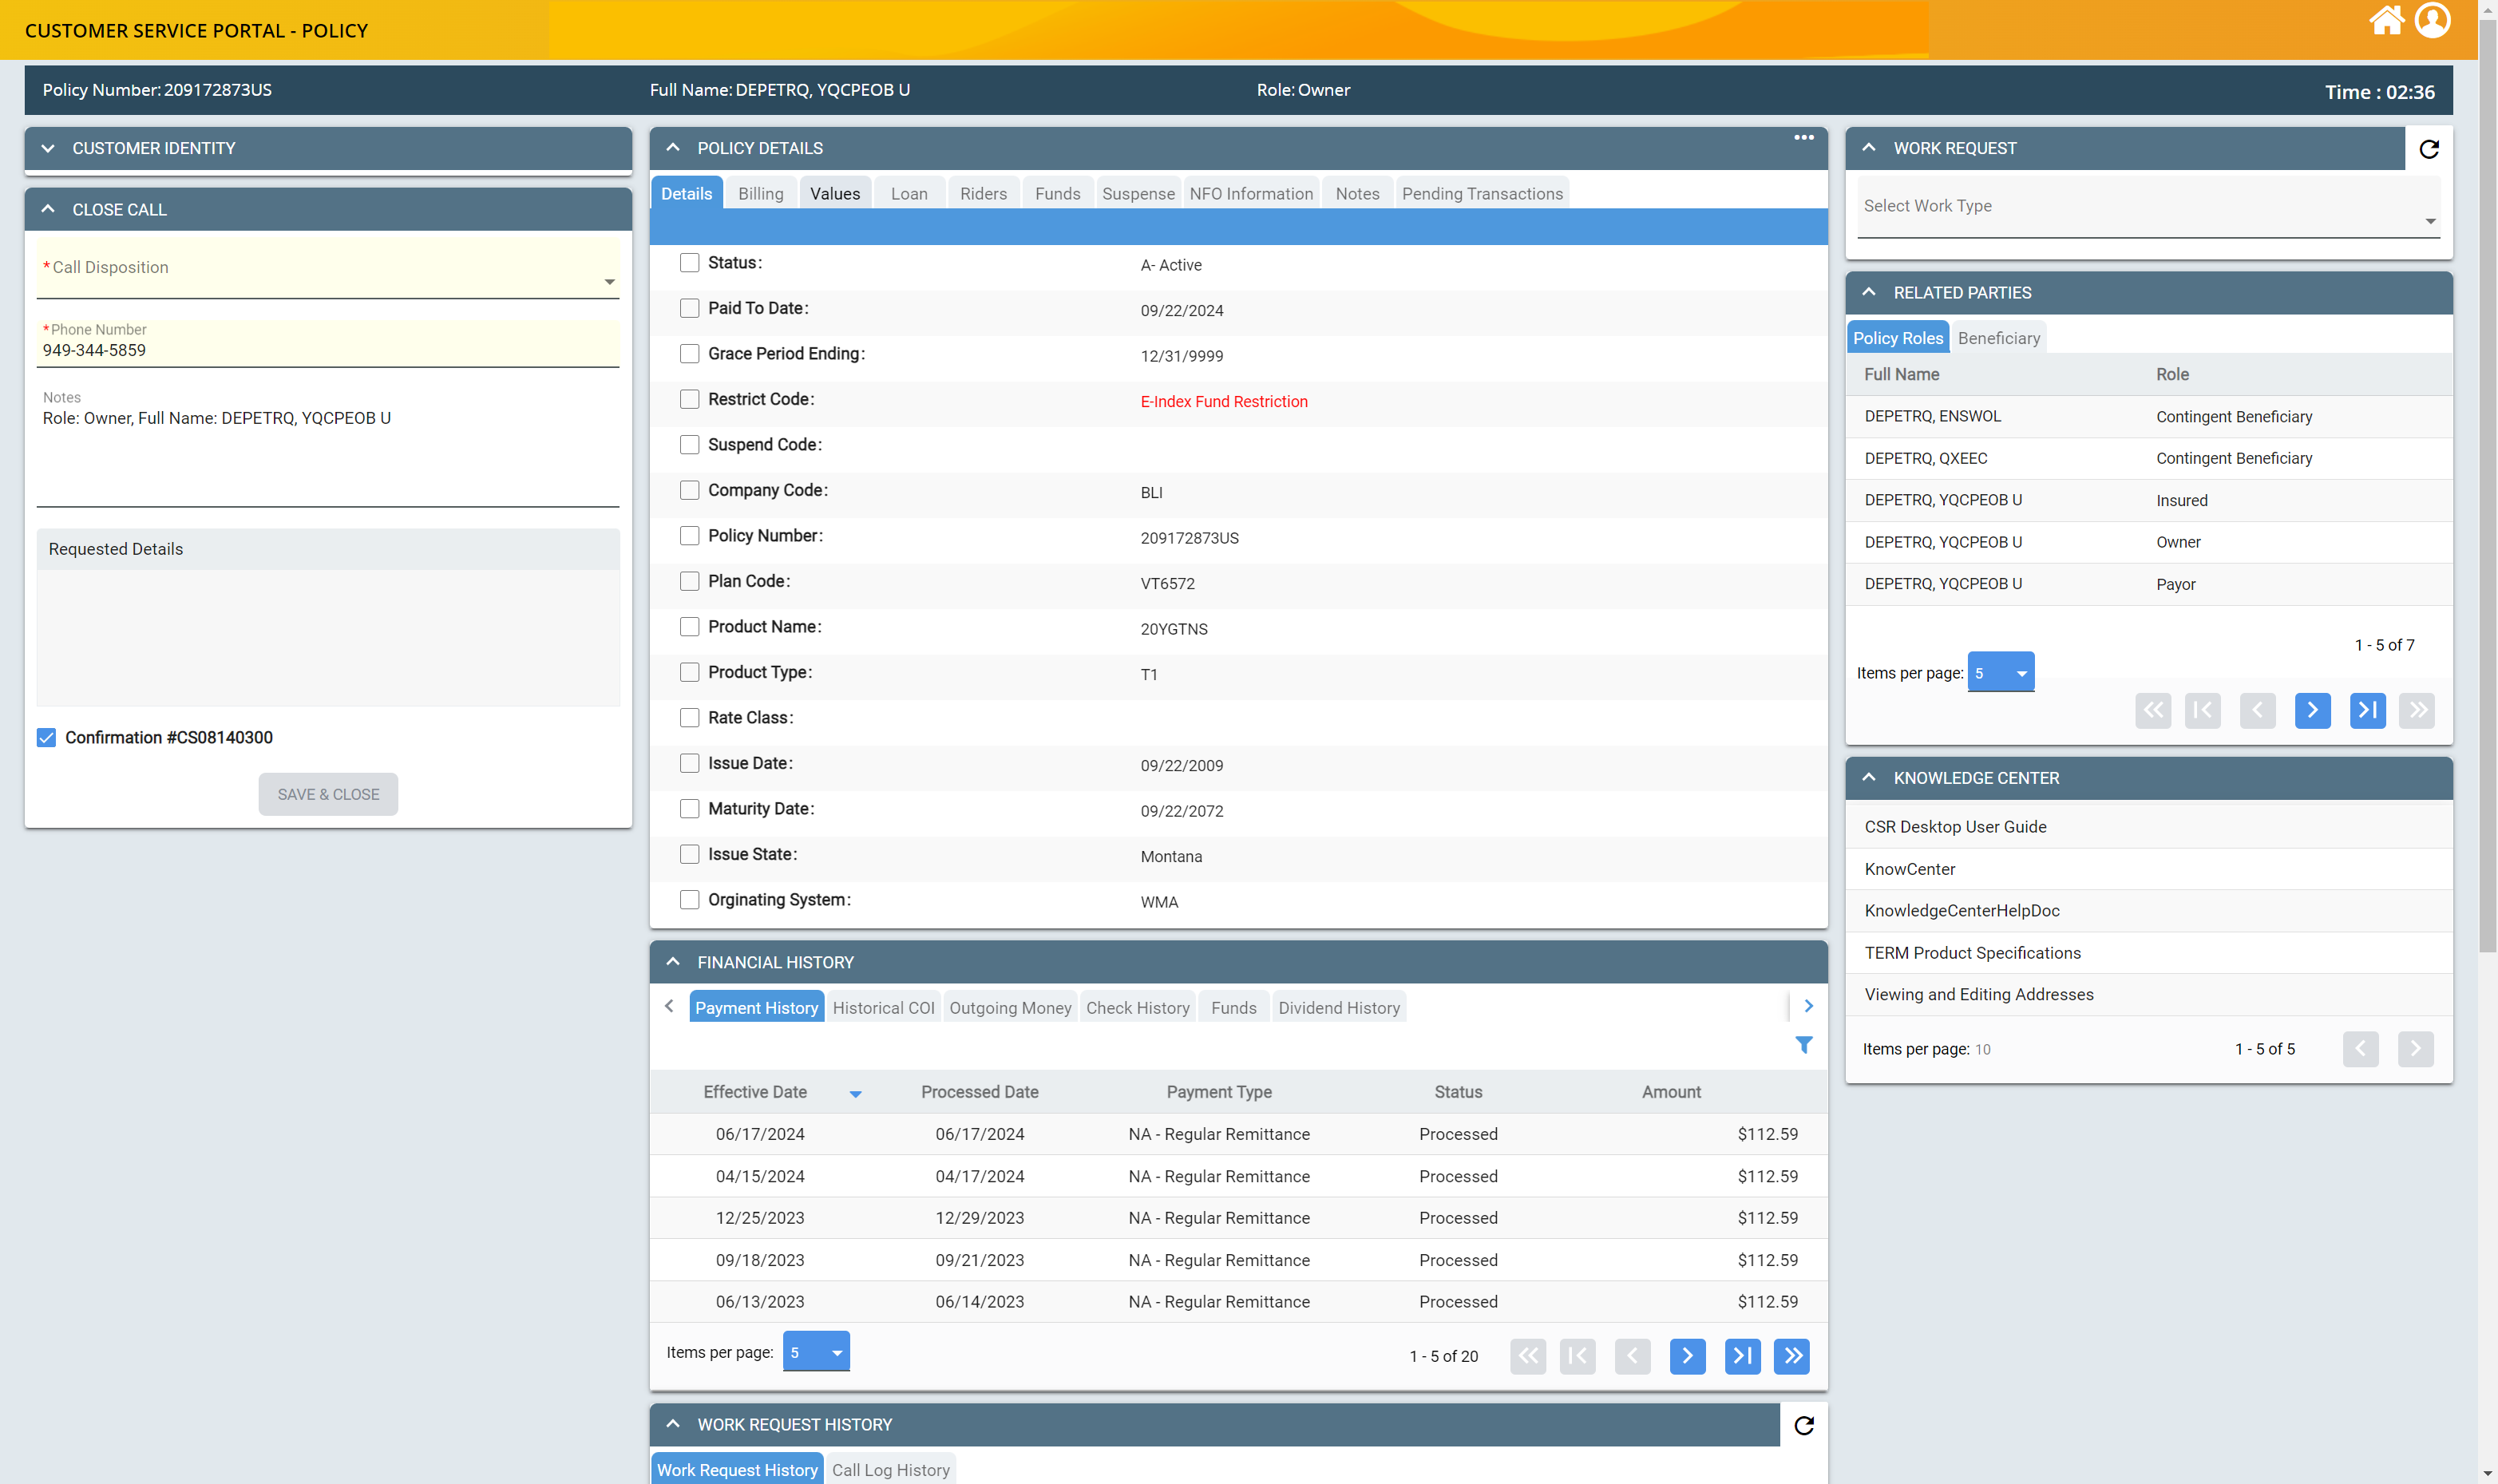 CUSTOMER SERVICE PORTAL - POLICY
Policy Number: 209172873US
Full Name: DEPETRQ, YQCPEOB U
Role: Owner
Time : 02:36
CUSTOMER IDENTITY
CLOSE CALL
* Call Disposition
* Phone Number
949-344-5859
Notes
Role: Owner, Full Name: DEPETRQ, YQCPEOB U
Requested Details
Confirmation #CS08140300
SAVE & CLOSE
POLICY DETAILS
Details Billing Values Loan Riders Funds Suspense NFO Information Notes Pending Transactions
Status: A- Active
Paid To Date: 09/22/2024
Grace Period Ending: 12/31/9999
Restrict Code: E-Index Fund Restriction
Suspend Code:
Company Code: BLI
Policy Number: 209172873US
Plan Code: VT6572
Product Name: 20YGTNS
Product Type: T1
Rate Class:
Issue Date: 09/22/2009
Maturity Date: 09/22/2072
Issue State: Montana
Orginating System: WMA
FINANCIAL HISTORY
Payment History Historical COI Outgoing Money Check History Funds Dividend History
Effective Date Processed Date Payment Type Status Amount
06/17/2024 06/17/2024 NA - Regular Remittance Processed $112.59
04/15/2024 04/17/2024 NA - Regular Remittance Processed $112.59
12/25/2023 12/29/2023 NA - Regular Remittance Processed $112.59
09/18/2023 09/21/2023 NA - Regular Remittance Processed $112.59
06/13/2023 06/14/2023 NA - Regular Remittance Processed $112.59
Items per page: 5 1 - 5 of 20
WORK REQUEST HISTORY
Work Request History Call Log History
WORK REQUEST
Select Work Type
RELATED PARTIES
Policy Roles Beneficiary
Full Name Role
DEPETRQ, ENSWOL Contingent Beneficiary
DEPETRQ, QXEEC Contingent Beneficiary
DEPETRQ, YQCPEOB U Insured
DEPETRQ, YQCPEOB U Owner
DEPETRQ, YQCPEOB U Payor
1 - 5 of 7
Items per page: 5
KNOWLEDGE CENTER
CSR Desktop User Guide
KnowCenter
KnowledgeCenterHelpDoc
TERM Product Specifications
Viewing and Editing Addresses
Items per page: 10 1 - 5 of 5